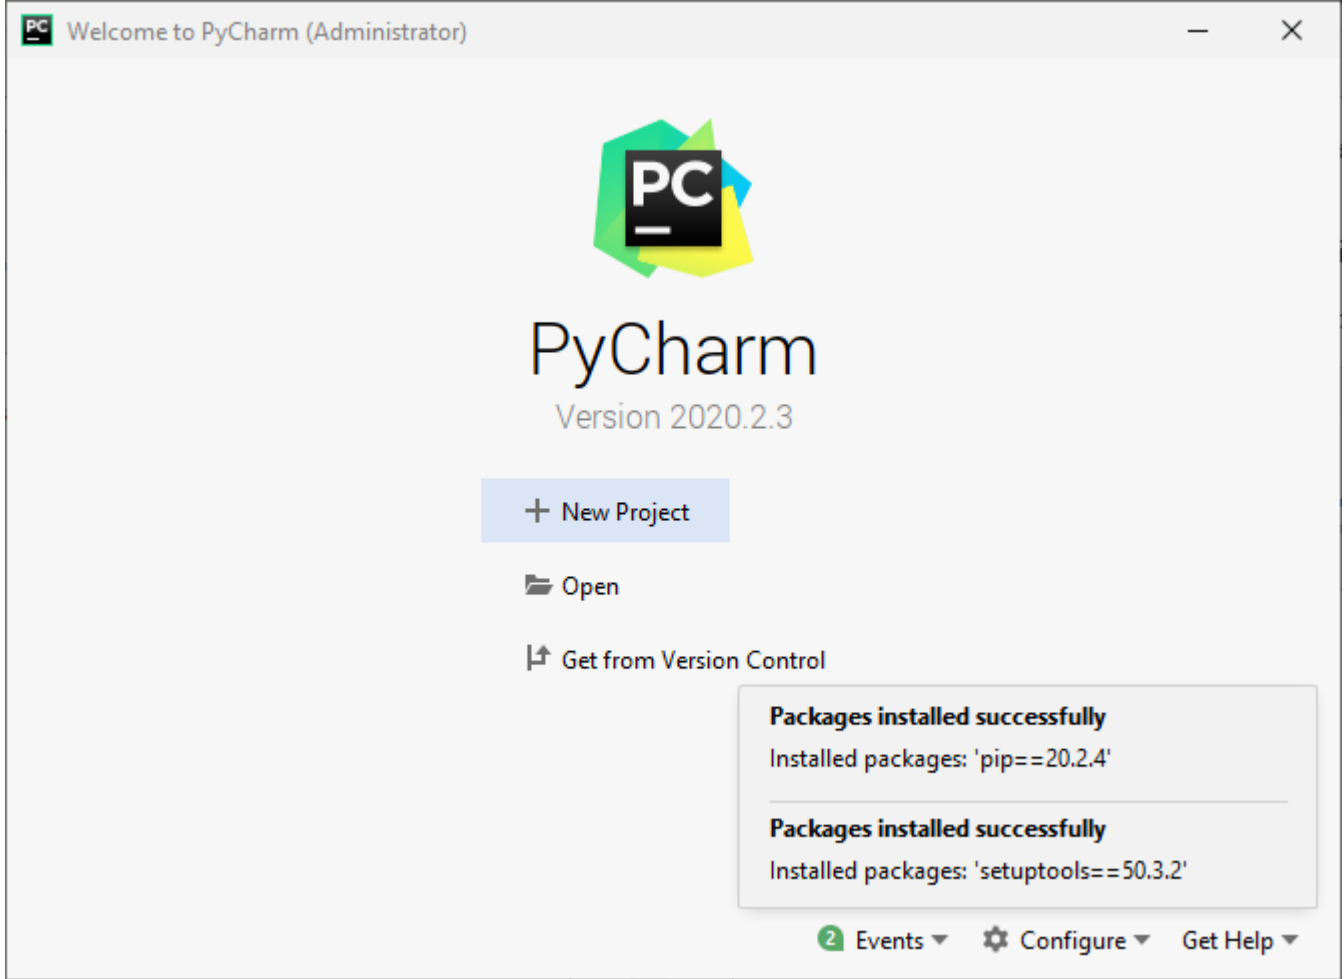 PC Welcome to PyCharm (Administrator)
PC
PyCharm
Version 2020.2.3
New Project
Open
Get from Version Control
Packages installed successfully
Installed packages: 'pip==20.2.4'
Packages installed successfully
Installed packages: 'setuptools==50.3.2'
2 Events Configure Get Help